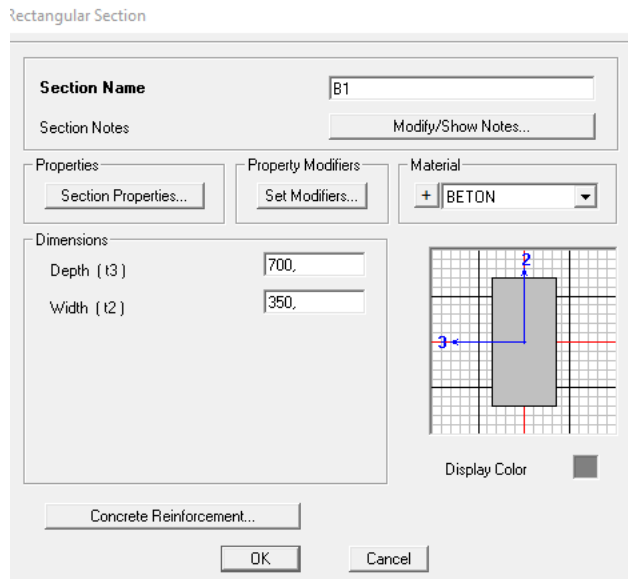 Rectangular Section
Section Name
B1
Section Notes
Modify/Show Notes...
Properties
Property Modifiers
Material
Section Properties...
Set Modifiers...
+
BETON
Dimensions
Depth ( t3 )
700,
Width ( t2 )
350,
2
3
Display Color
Concrete Reinforcement...
OK
Cancel